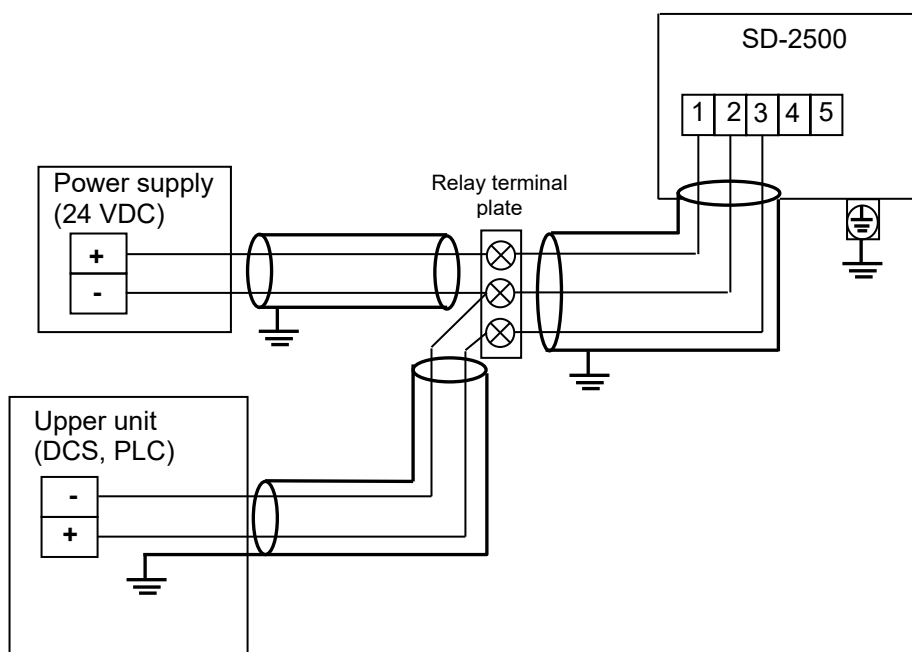 SD-2500
1 2 3 4 5
Power supply
(24 VDC)
+
-
Relay terminal
plate
Upper unit
(DCS, PLC)
-
+